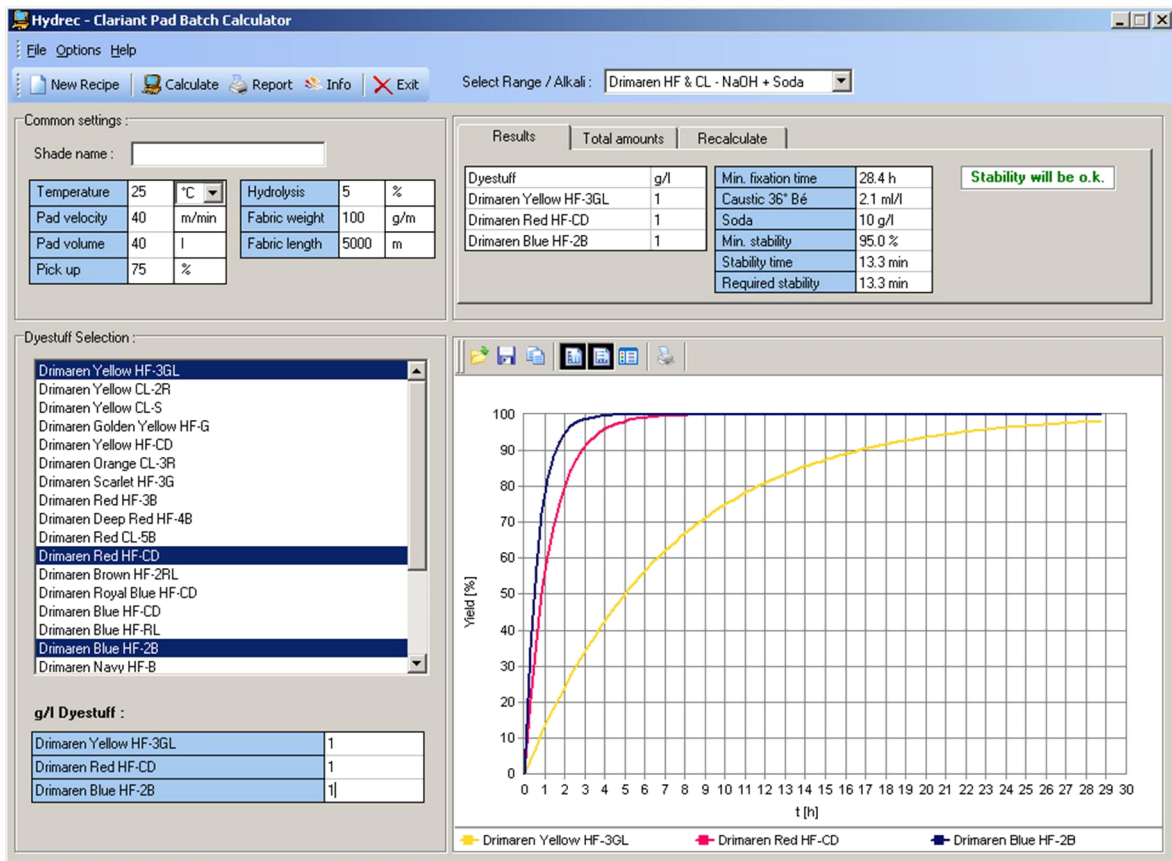 Hydrec - Clariant Pad Batch Calculator
File Options Help
New Recipe Calculate Report Info Exit
Select Range / Alkali : Drimaren HF & CL - NaOH + Soda
Common settings :
Shade name :
Temperature 25 °C Hydolysis 5 %
Pad velocity 40 m/min Fabric weight 100 g/m
Pad volume 40 l Fabric length 5000 m
Pick up 75 %
Results Total amounts Recalculate
Dyestuff g/l
Drimaren Yellow HF-3GL 1
Drimaren Red HF-CD 1
Drimaren Blue HF-2B 1
Min. fixation time 28.4 h
Caustic 36° Bé 2.1 ml/l
Soda 10 g/l
Min. stability 95.0 %
Stability time 13.3 min
Required stability 13.3 min
Stability will be o.k.
Dyestuff Selection :
Drimaren Yellow HF-3GL
Drimaren Yellow CL-2R
Drimaren Yellow CL-S
Drimaren Golden Yellow HF-G
Drimaren Yellow HF-CD
Drimaren Orange CL-3R
Drimaren Scarlet HF-3G
Drimaren Red HF-3B
Drimaren Deep Red HF-4B
Drimaren Red CL-5B
Drimaren Red HF-CD
Drimaren Brown HF-2RL
Drimaren Royal Blue HF-CD
Drimaren Blue HF-CD
Drimaren Blue HF-RL
Drimaren Blue HF-2B
Drimaren Navy HF-B
g/l Dyestuff :
Drimaren Yellow HF-3GL 1
Drimaren Red HF-CD 1
Drimaren Blue HF-2B 1
Yield [%]
100
90
80
70
60
50
40
30
20
10
0
0 1 2 3 4 5 6 7 8 9 10 11 12 13 14 15 16 17 18 19 20 21 22 23 24 25 26 27 28 29 30
t [h]
Drimaren Yellow HF-3GL Drimaren Red HF-CD Drimaren Blue HF-2B